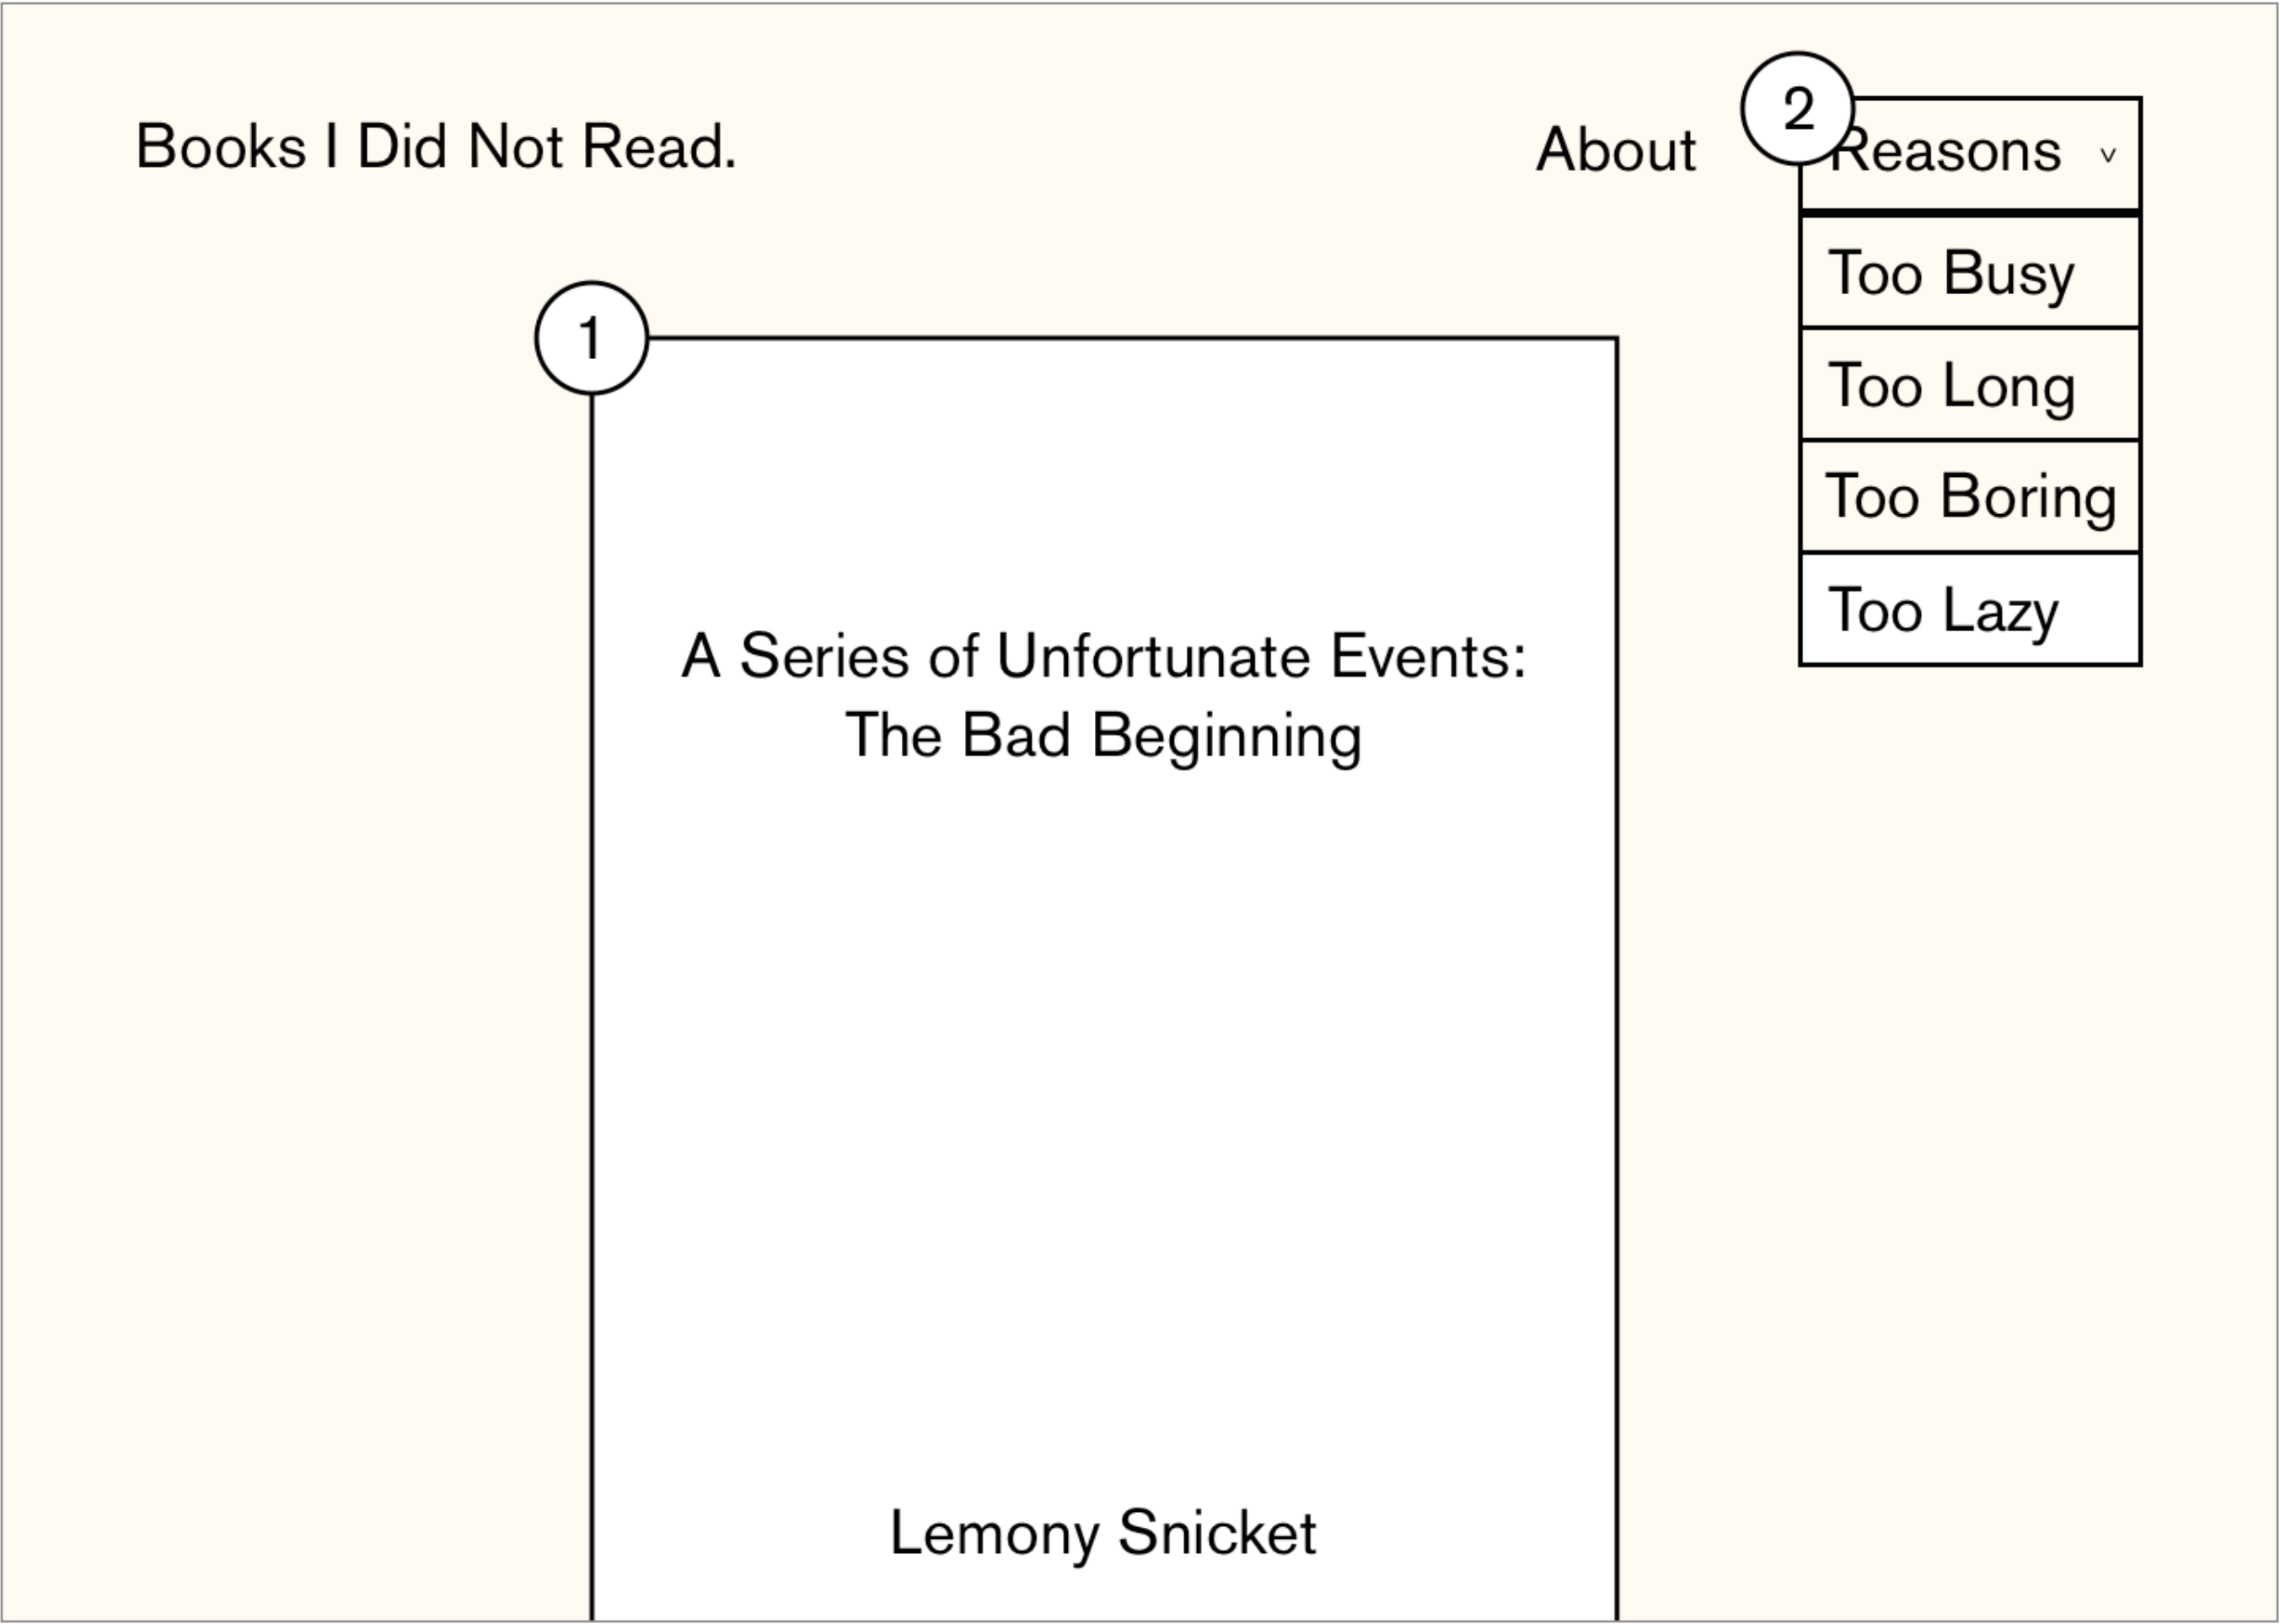 Books I Did Not Read.
About
2
Reasons v
Too Busy
Too Long
Too Boring
Too Lazy
1
A Series of Unfortunate Events:
The Bad Beginning
Lemony Snicket